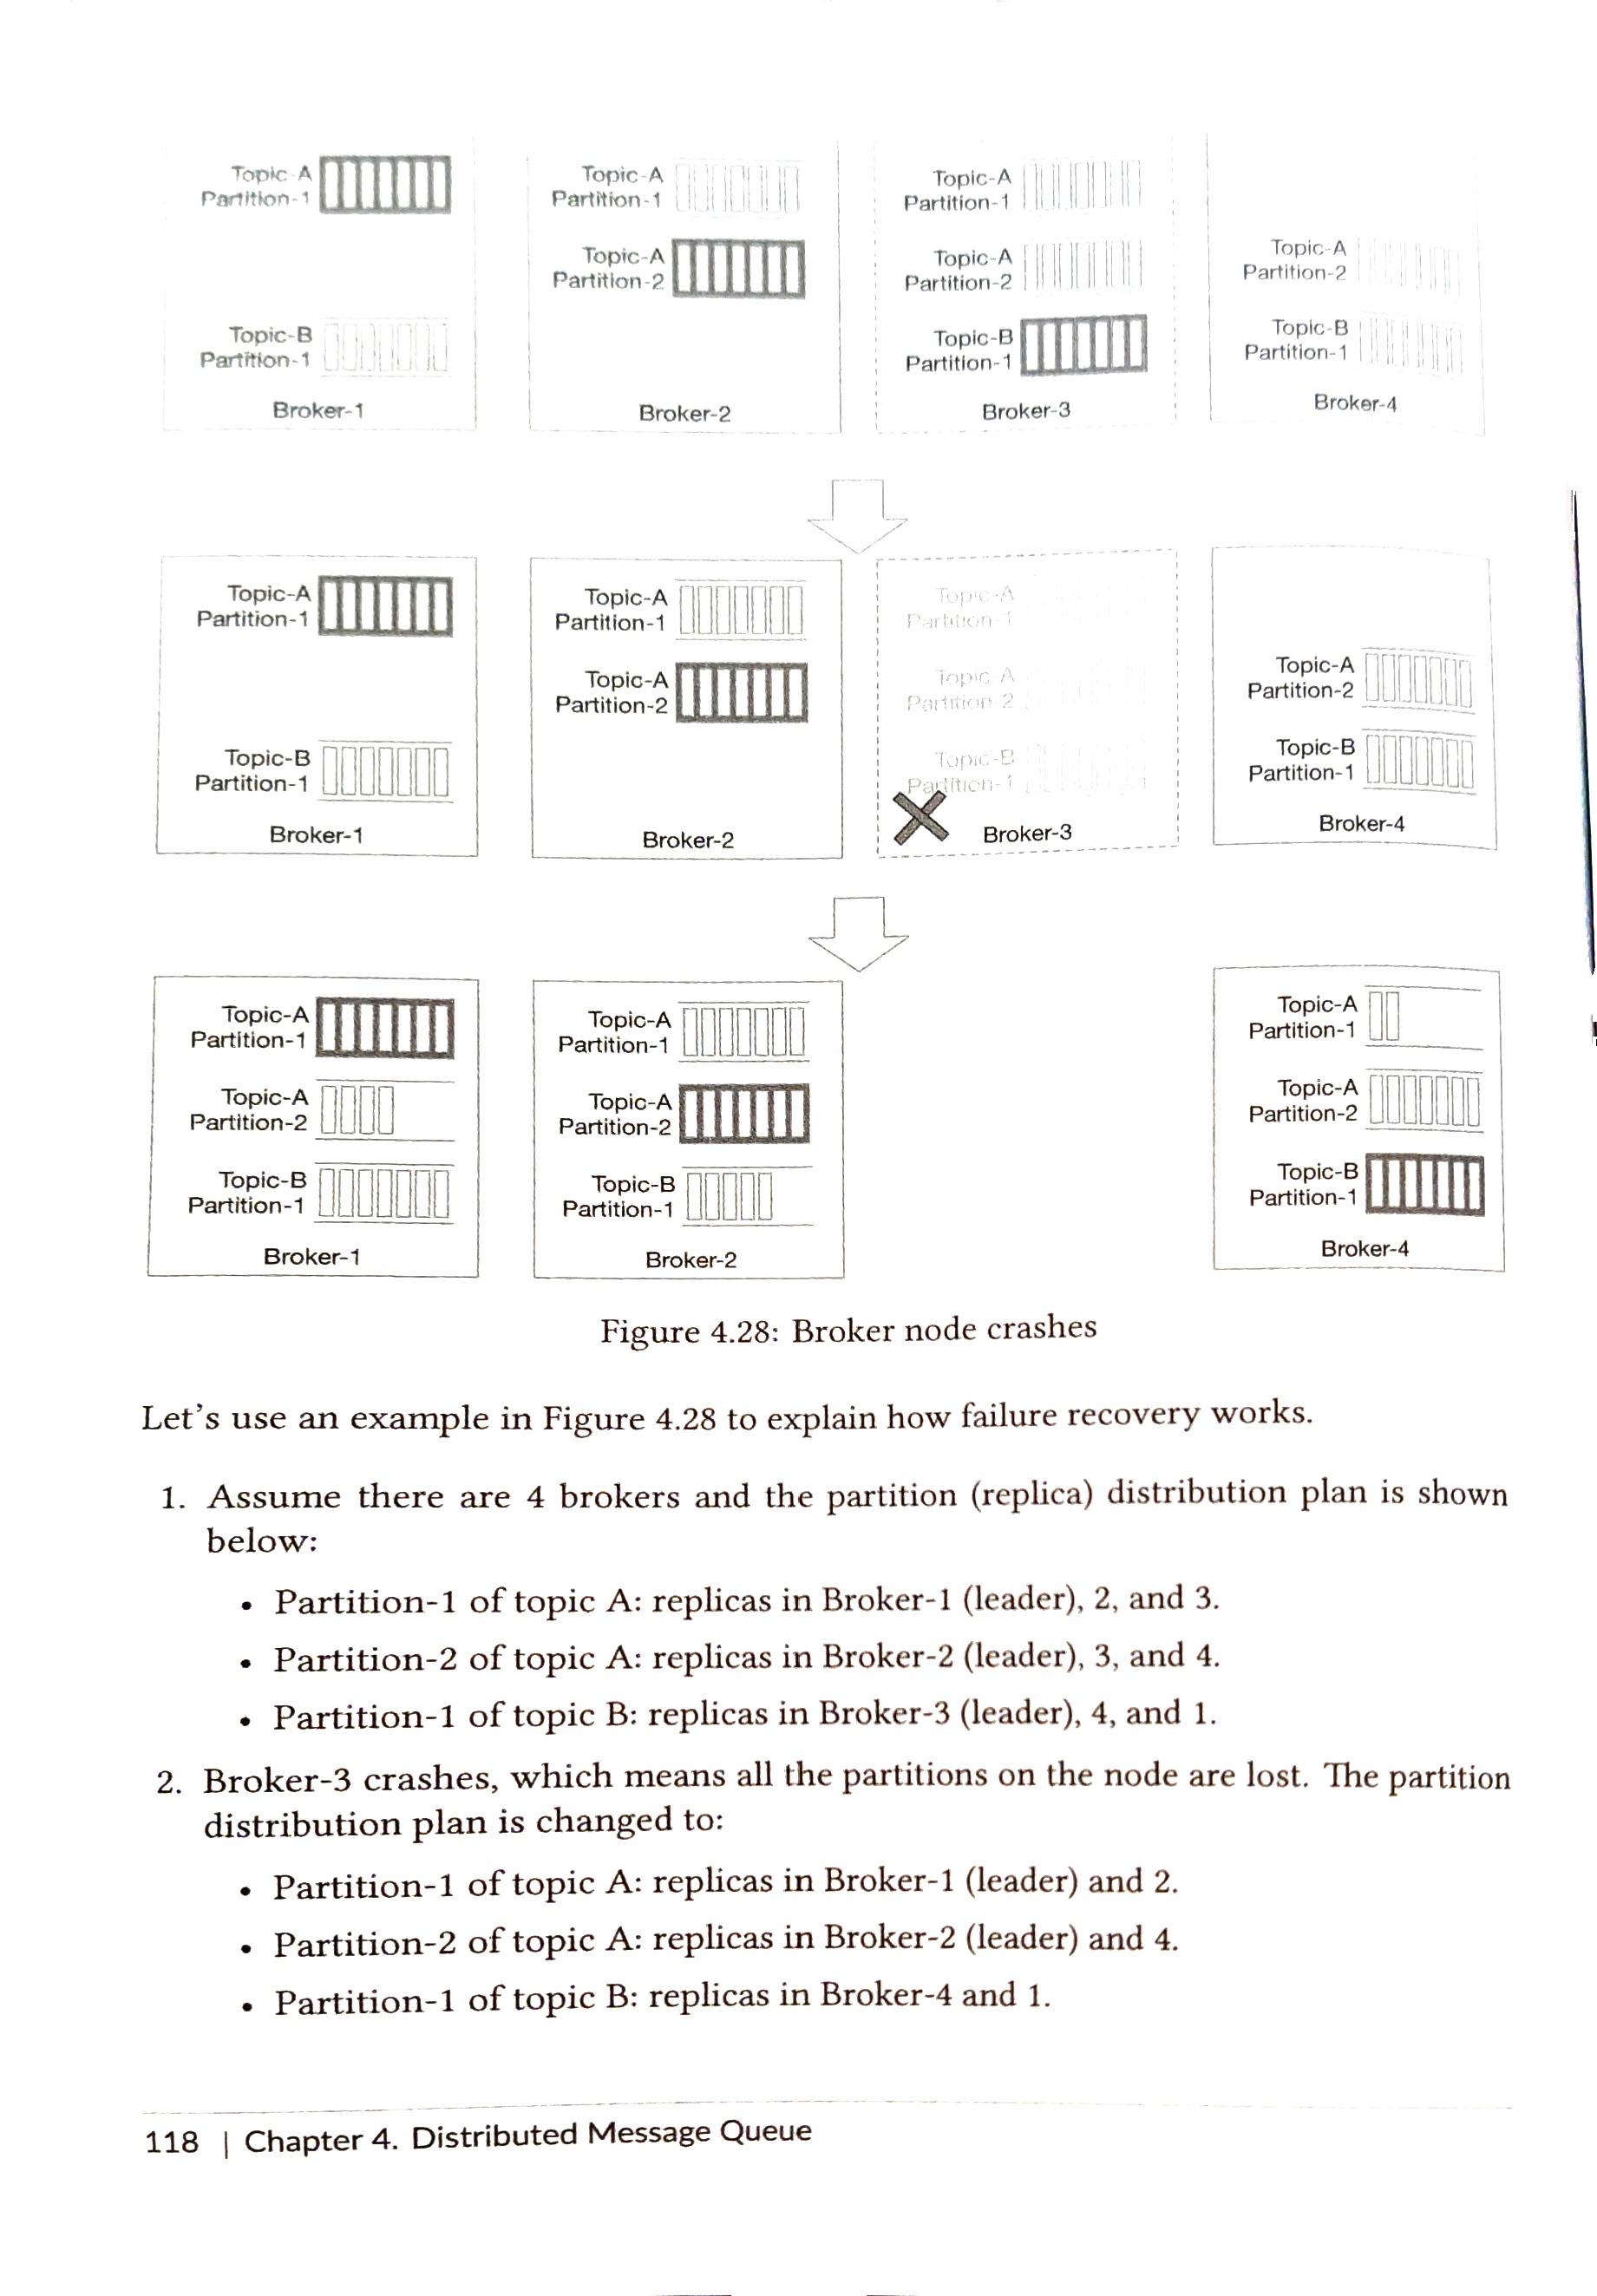 Topic-A
Partition-1
Topic-B
Partition-1
Broker-1
Topic-A
Partition-1
Topic-A
Partition-2
Broker-2
Topic-A
Partition-1
Topic-A
Partition-2
Topic-B
Partition-1
Broker-3
Topic-A
Partition-2
Topic-B
Partition-1
Broker-4
Topic-A
Partition-1
Topic-B
Partition-1
Broker-1
Topic-A
Partition-1
Topic-A
Partition-2
Broker-2
Topic-A
Partition-1
Topic-A
Partition-2
Topic-B
Partition-1
Broker-3
Topic-A
Partition-2
Topic-B
Partition-1
Broker-4
Topic-A
Partition-1
Topic-A
Partition-2
Topic-B
Partition-1
Broker-1
Topic-A
Partition-1
Topic-A
Partition-2
Topic-B
Partition-1
Broker-2
Topic-A
Partition-1
Topic-A
Partition-2
Topic-B
Partition-1
Broker-4
Figure 4.28: Broker node crashes
Let's use an example in Figure 4.28 to explain how failure recovery works.
1. Assume there are 4 brokers and the partition (replica) distribution plan is shown
below:
• Partition-1 of topic A: replicas in Broker-1 (leader), 2, and 3.
• Partition-2 of topic A: replicas in Broker-2 (leader), 3, and 4.
• Partition-1 of topic B: replicas in Broker-3 (leader), 4, and 1.
2. Broker-3 crashes, which means all the partitions on the node are lost. The partition
distribution plan is changed to:
• Partition-1 of topic A: replicas in Broker-1 (leader) and 2.
• Partition-2 of topic A: replicas in Broker-2 (leader) and 4.
• Partition-1 of topic B: replicas in Broker-4 and 1.
118 | Chapter 4. Distributed Message Queue